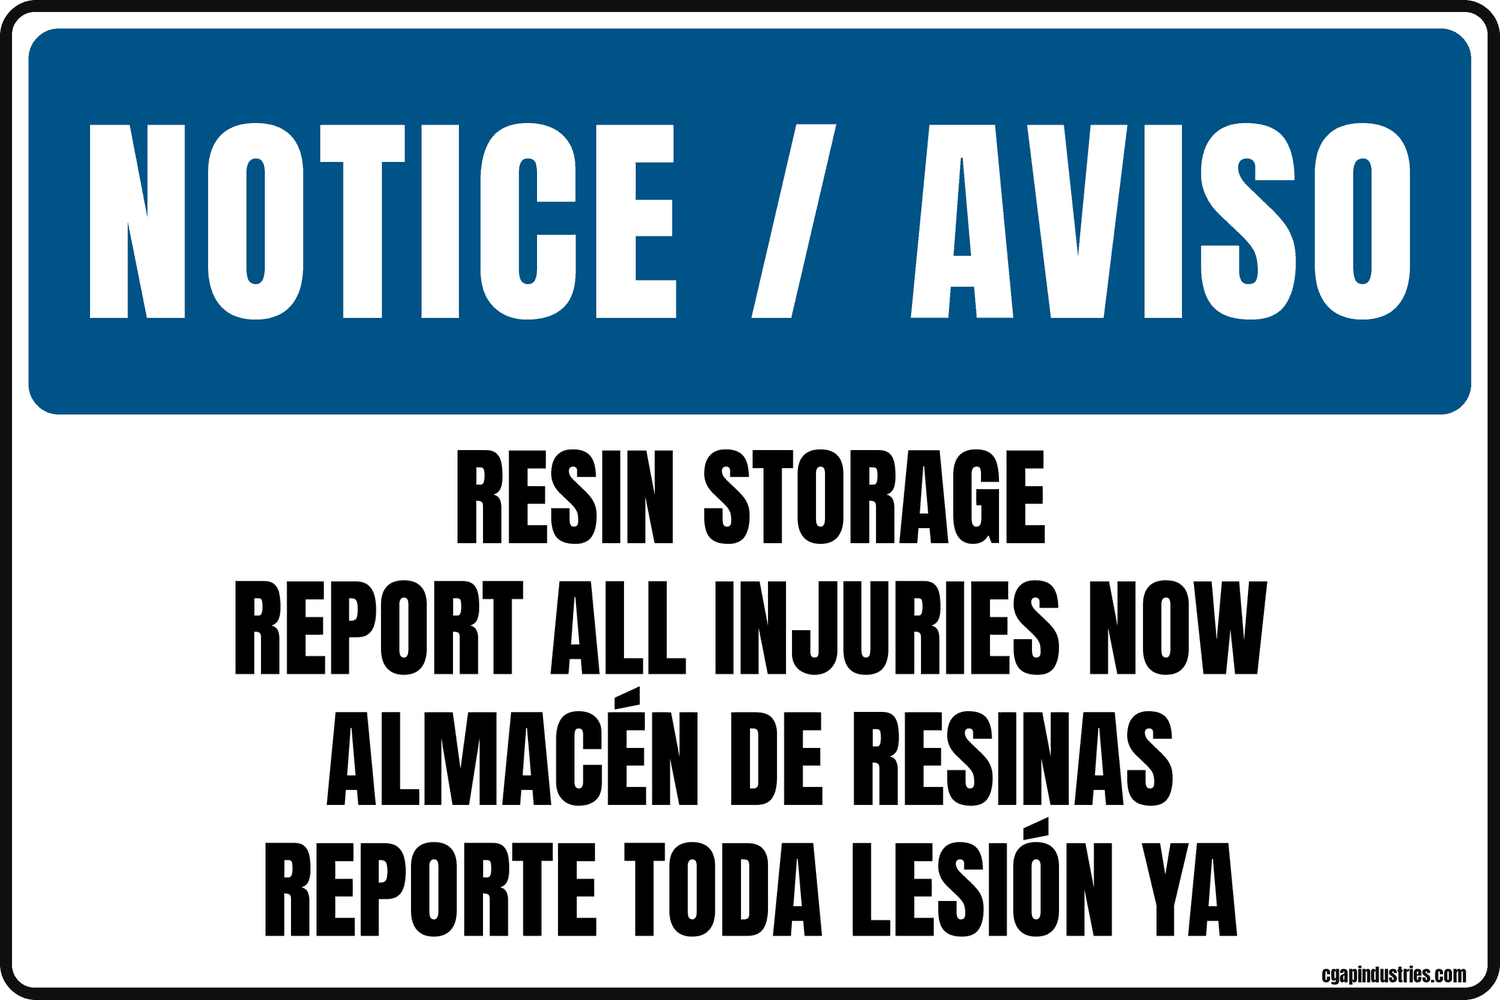 NOTICE / AVISO
RESIN STORAGE
REPORT ALL INJURIES NOW
ALMACÉN DE RESINAS
REPORTE TODA LESIÓN YA
cgapindustries.com